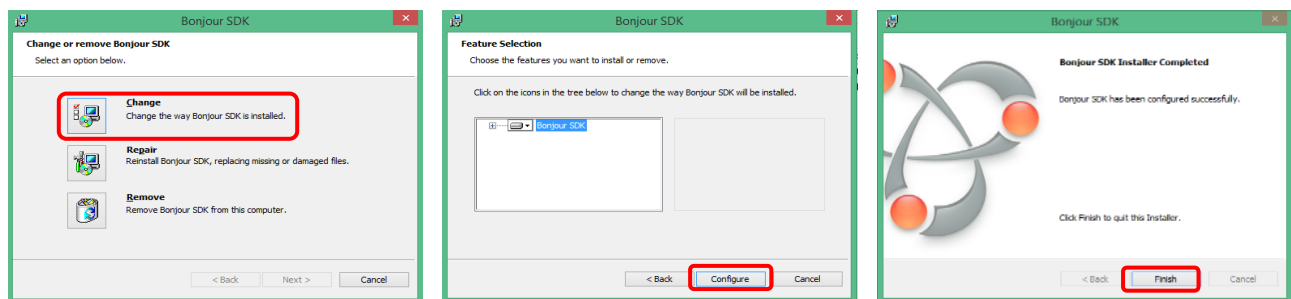 Bonjour SDK
Change or remove Bonjour SDK
Select an option below.
Change
Change the way Bonjour SDK is installed.
Repair
Reinstall Bonjour SDK, replacing missing or damaged files.
Remove
Remove Bonjour SDK from this computer.
< Back Next > Cancel
Bonjour SDK
Feature Selection
Choose the features you want to install or remove.
Click on the icons in the tree below to change the way Bonjour SDK will be installed.
Bonjour SDK
< Back Configure Cancel
Bonjour SDK
Bonjour SDK Installer Completed
Bonjour SDK has been configured successfully.
Click Finish to quit this Installer.
< Back Finish Cancel